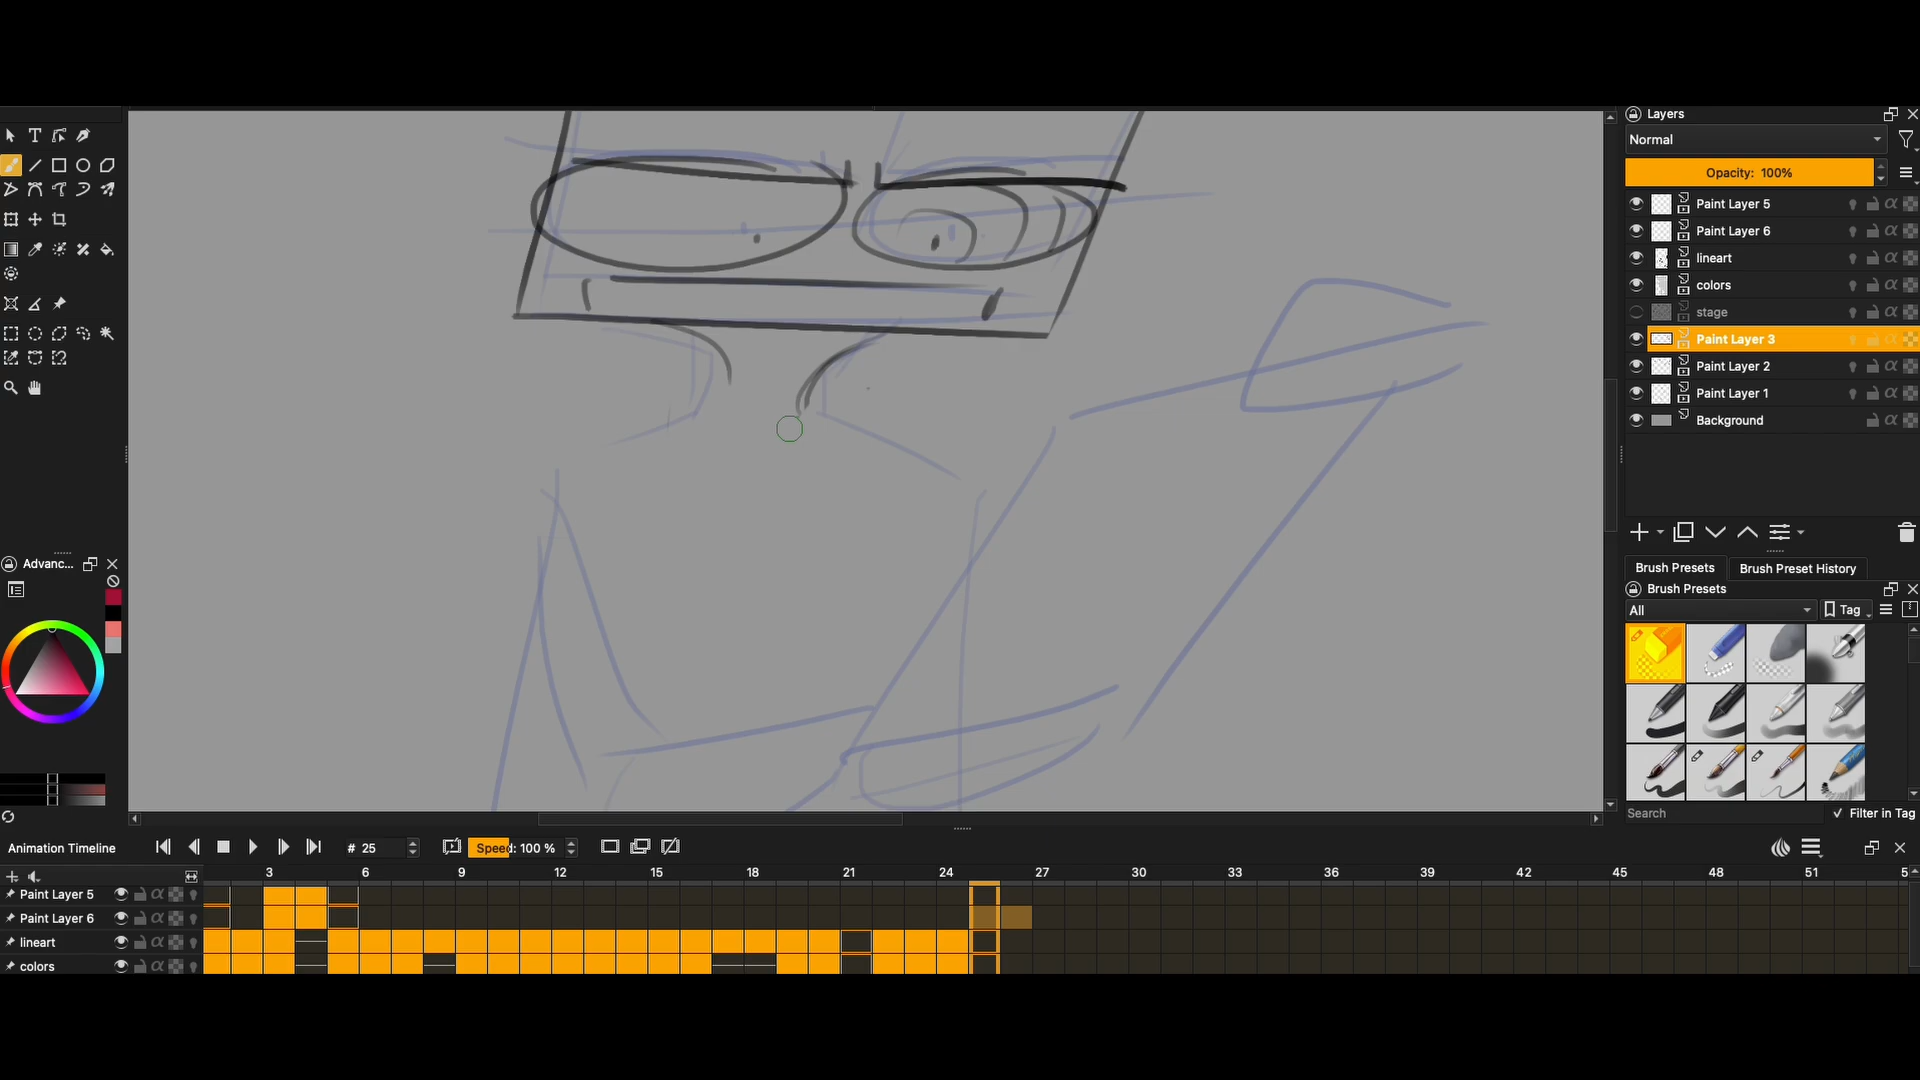 Layers
Normal
Opacity: 100%
Paint Layer 5
Paint Layer 6
lineart
colors
stage
Paint Layer 3
Paint Layer 2
Paint Layer 1
Background
Brush Presets
Brush Preset History
Brush Presets
All
Tag
Search
Filter in Tag
Advanc...
Animation Timeline
# 25
Speed: 100 %
3 6 9 12 15 18 21 24 27 30 33 36 39 42 45 48 51 5
Paint Layer 5
Paint Layer 6
lineart
colors